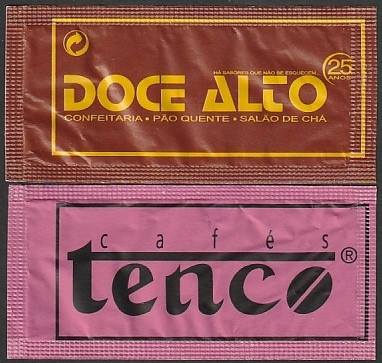 HÁ SABORES QUE NÃO SE ESQUECEM...
25
ANOS
DOCE ALTO
CONFEITARIA • PÃO QUENTE • SALÃO DE CHÁ
cafés
tenco®